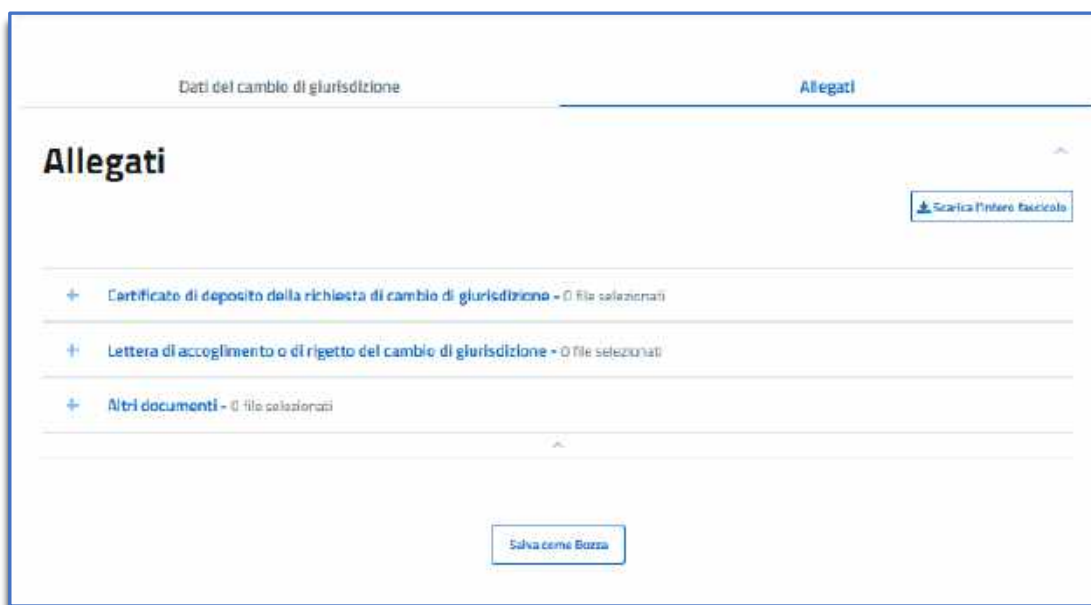 Dati del cambio di giurisdizione
Allegati
Allegati
Scarica l'intero fascicolo
Certificato di deposito della richiesta di cambio di giurisdizione - 0 file selezionati
Lettera di accoglimento o di rigetto del cambio di giurisdizione - 0 file selezionati
Altri documenti - 0 file selezionati
Salva come Bozza